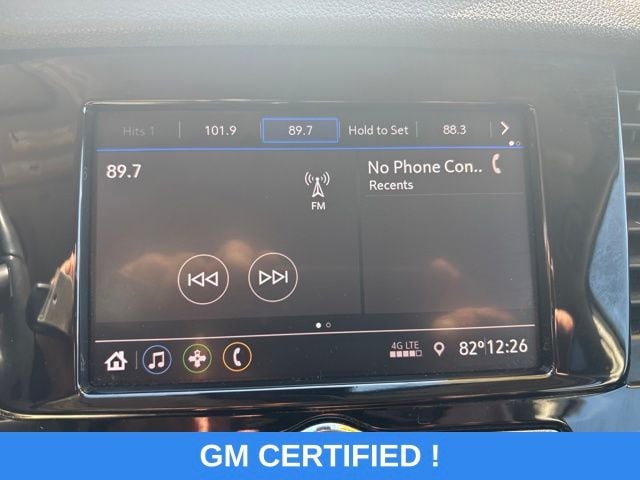 Hits 1 101.9 89.7 Hold to Set 88.3
89.7 No Phone Con..
Recents
FM
4G LTE 82° 12:26
GM CERTIFIED !